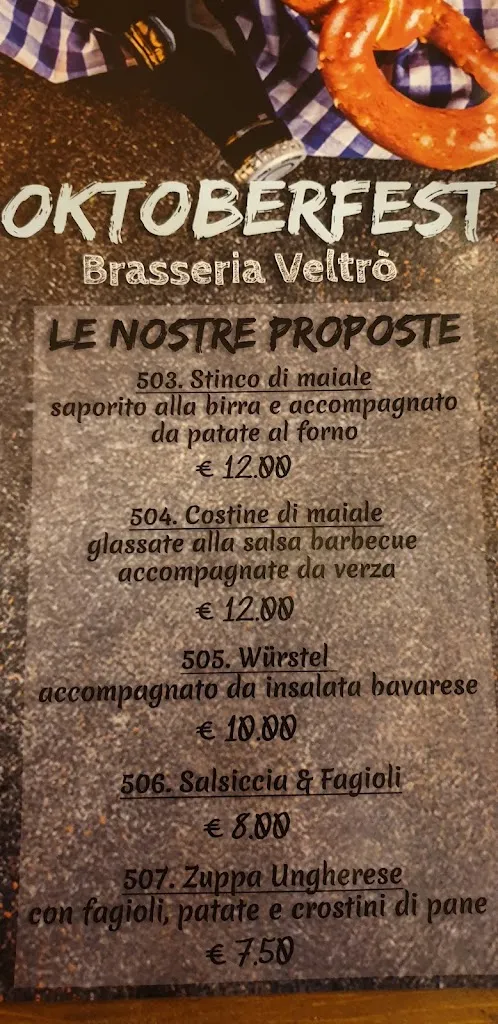 OKTOBERFEST
Brasseria Veltrò
LE NOSTRE PROPOSTE
503. Stinco di maiale
saporito alla birra e accompagnato
da patate al forno
€ 12.00
504. Costine di maiale
glassate alla salsa barbecue
accompagnate da verza
€ 12.00
505. Würstel
accompagnato da insalata bavarese
€ 10.00
506. Salsiccia & Fagioli
€ 8.00
507. Zuppa Ungherese
con fagioli, patate e crostini di pane
€ 7.50